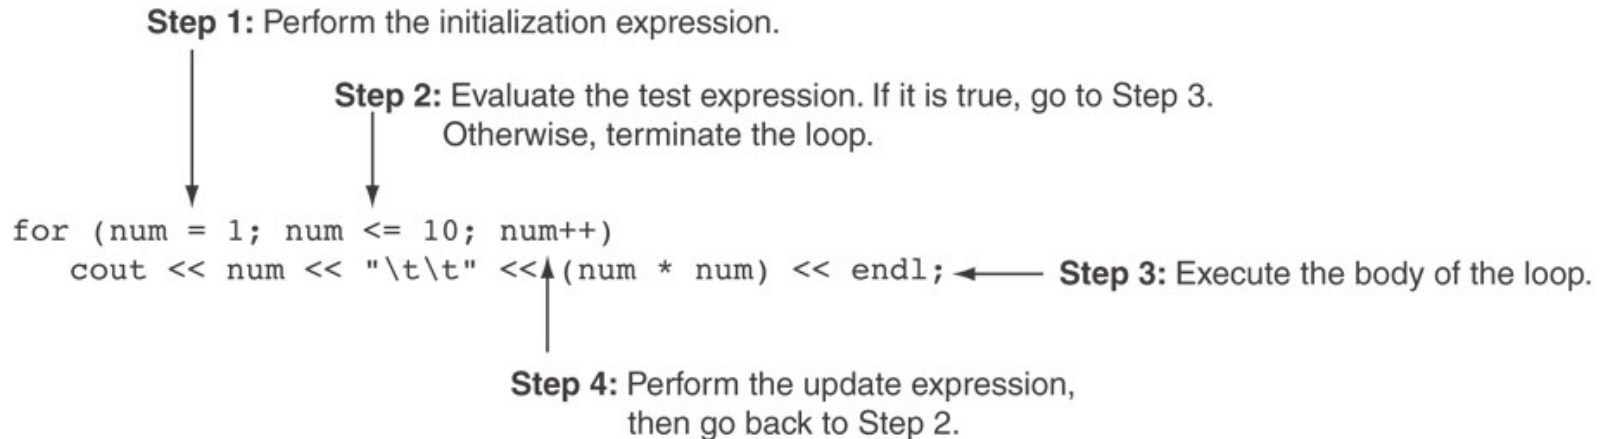 Step 1: Perform the initialization expression.
Step 2: Evaluate the test expression. If it is true, go to Step 3.
Otherwise, terminate the loop.
for (num = 1; num <= 10; num++)
cout << num << "\t\t" << (num * num) << endl;
Step 3: Execute the body of the loop.
Step 4: Perform the update expression,
then go back to Step 2.